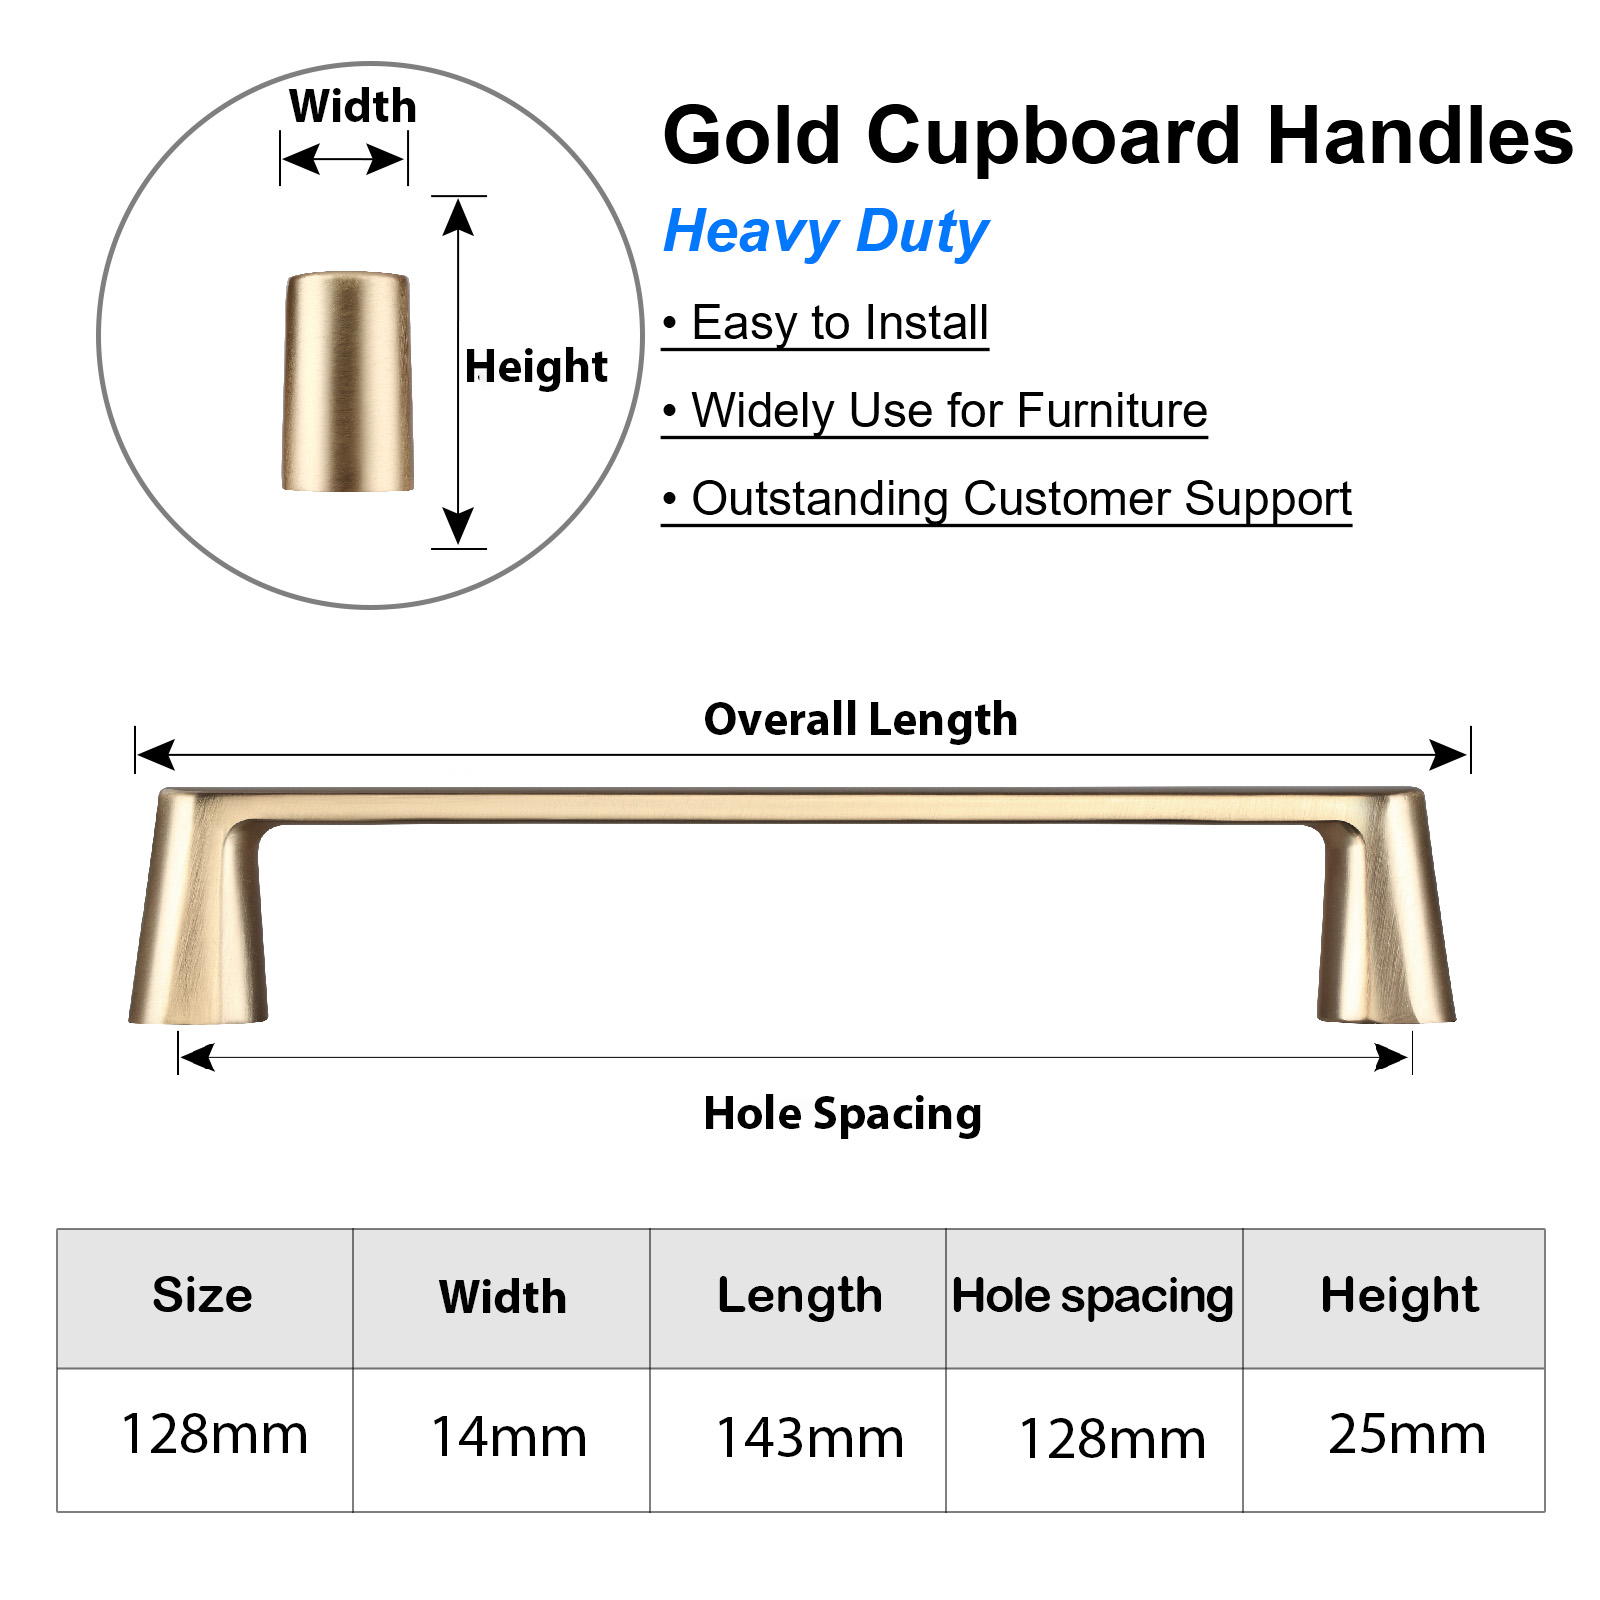 Width
Height
Gold Cupboard Handles
Heavy Duty
• Easy to Install
• Widely Use for Furniture
• Outstanding Customer Support
Overall Length
Hole Spacing
Size Width Length Hole spacing Height
128mm 14mm 143mm 128mm 25mm